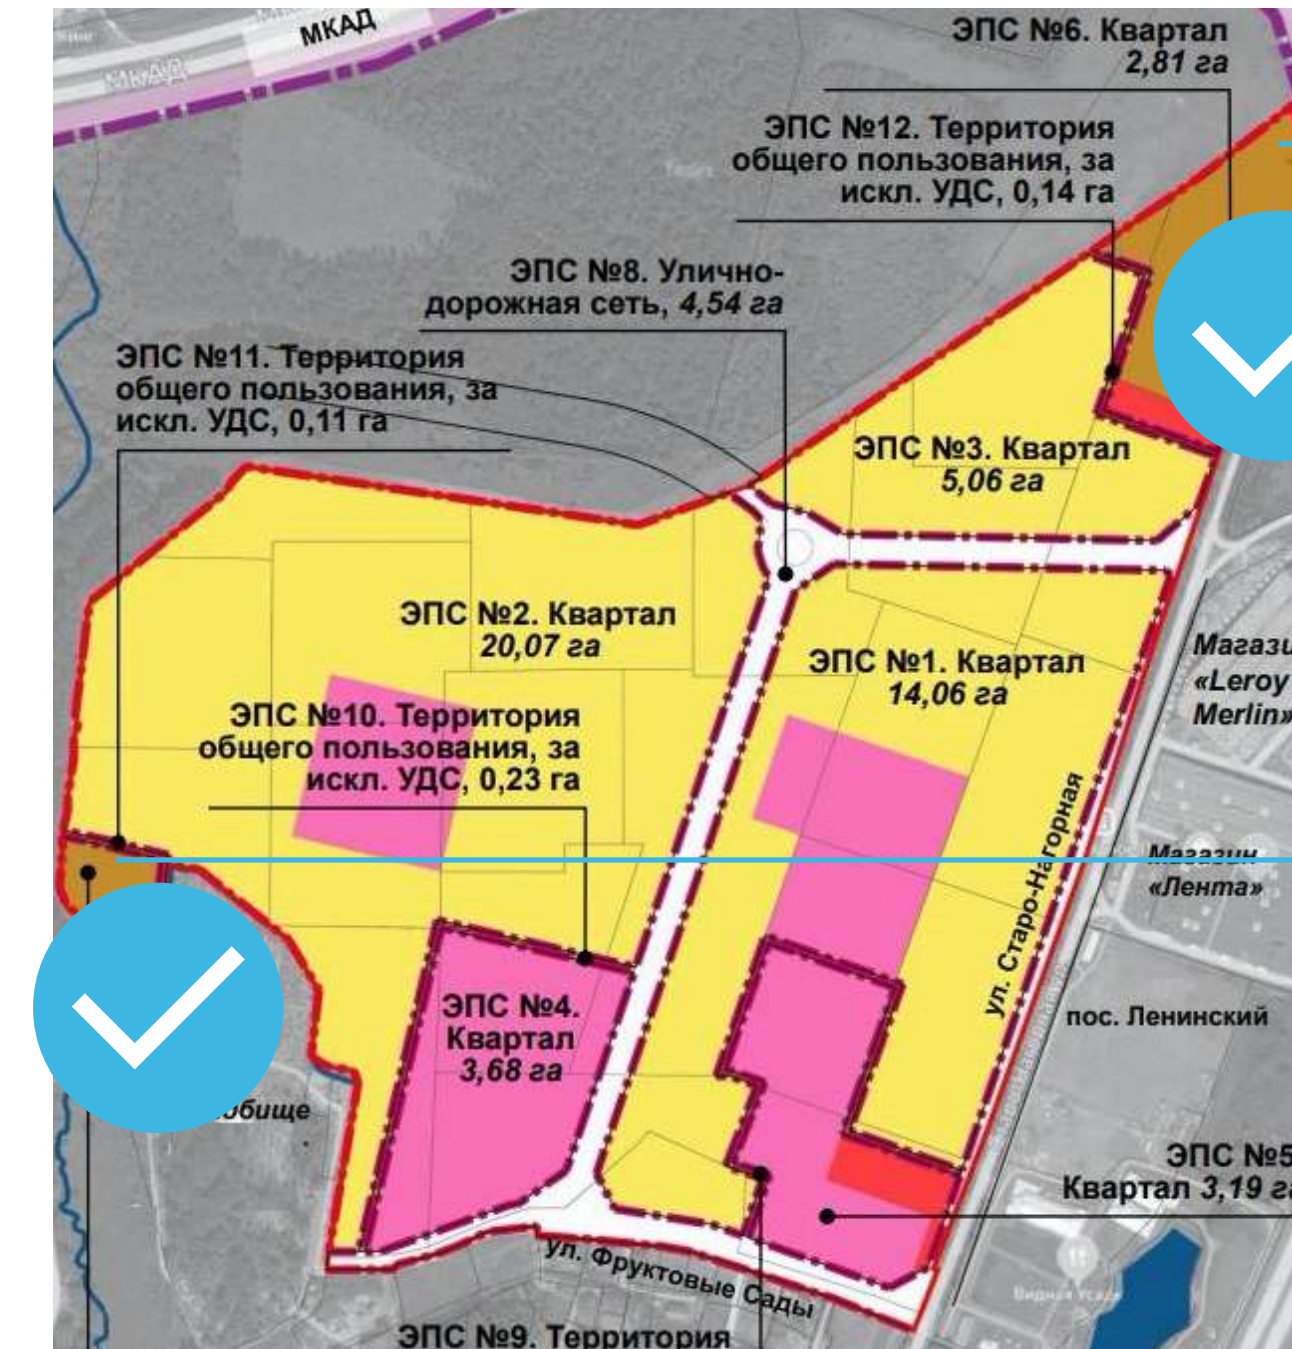 МКАД
МКАД
ЭПС №6. Квартал
2,81 га
ЭПС №12. Территория
общего пользования, за
искл. УДС, 0,14 га
ЭПС №8. Улично-
дорожная сеть, 4,54 га
ЭПС №11. Территория
общего пользования, за
искл. УДС, 0,11 га
ЭПС №3. Квартал
5,06 га
ЭПС №2. Квартал
20,07 га
ЭПС №1. Квартал
14,06 га
Магази
«Leroy
Merlin»
ЭПС №10. Территория
общего пользования, за
искл. УДС, 0,23 га
ул. Старо-Нагорная
Магазин
«Лента»
ЭПС №4.
Квартал
3,68 га
пос. Ленинский
ЭПС №5
Квартал 3,19 га
ул. Фруктовые Сады
11
ЭПС №9. Территория